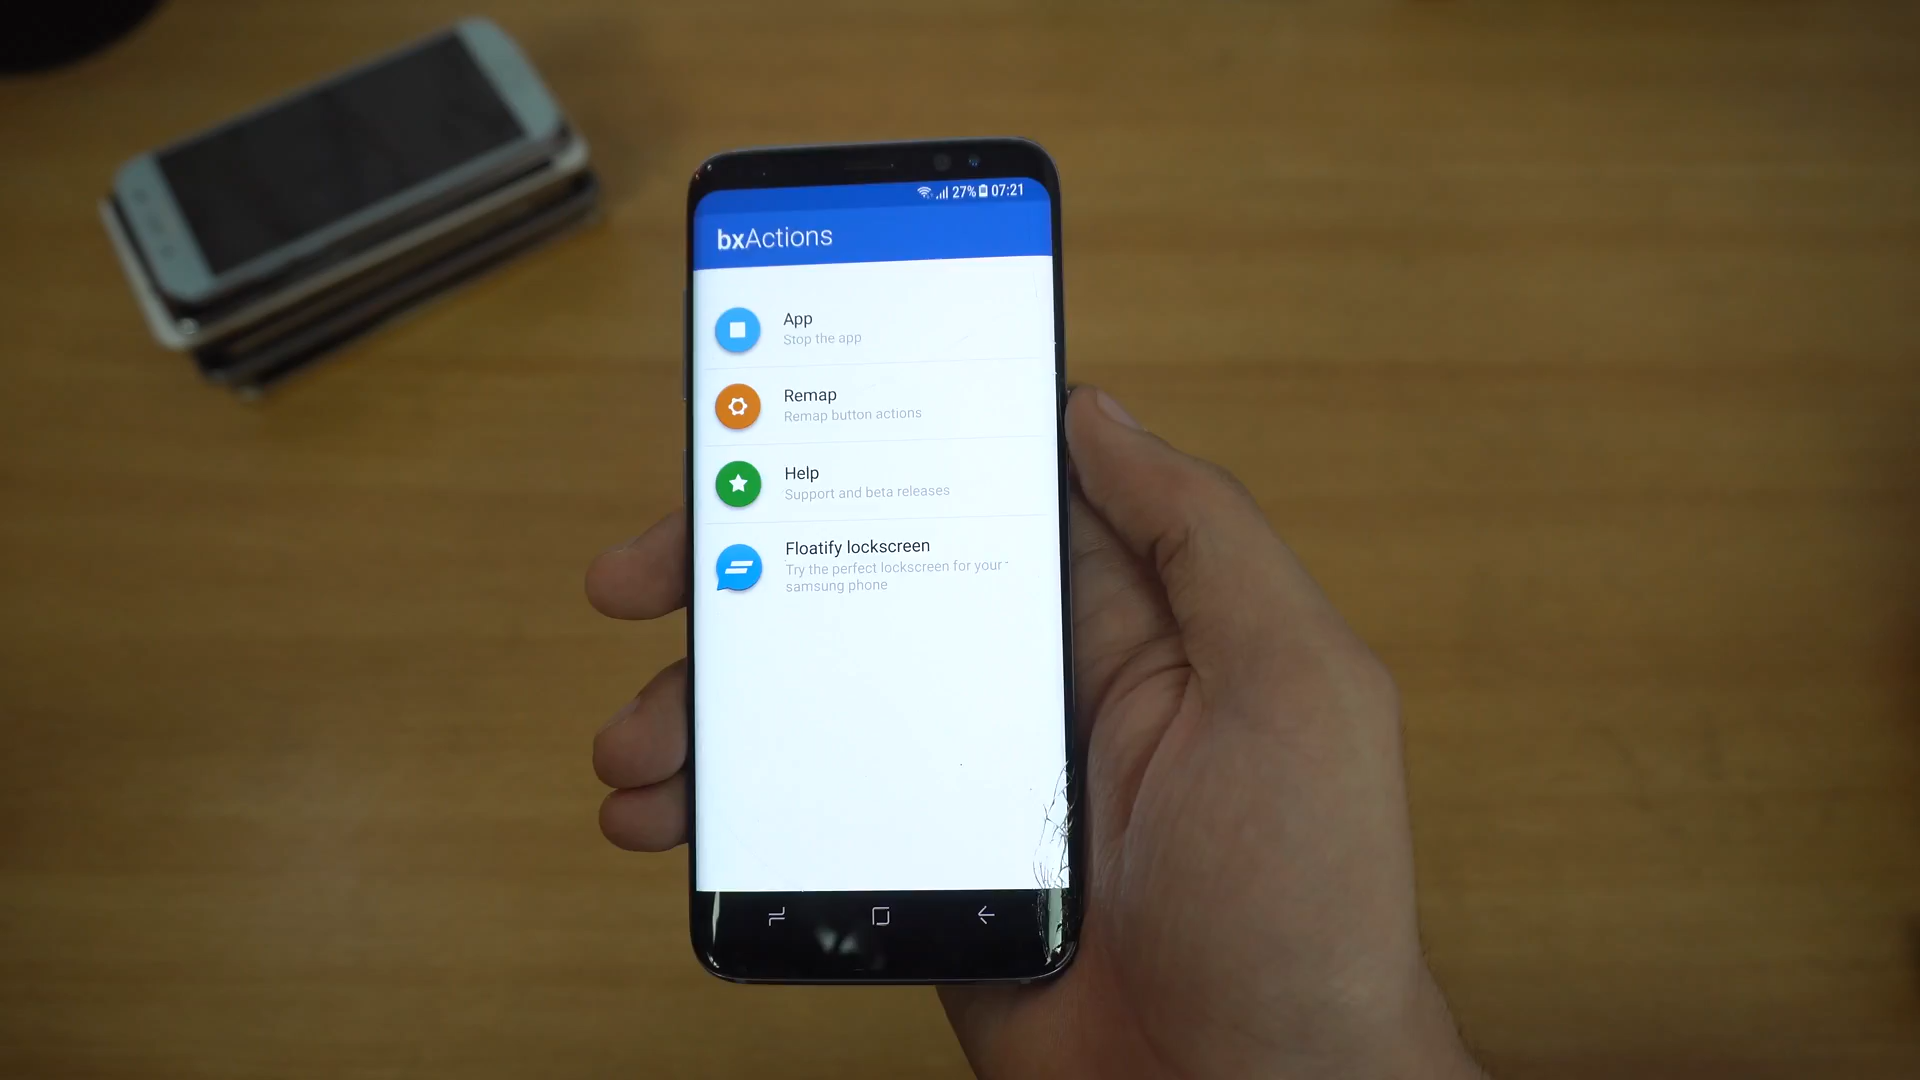 27% 07:21
bxActions
App
Stop the app
Remap
Remap button actions
Help
Support and beta releases
Floatify lockscreen
Try the perfect lockscreen for your
samsung phone